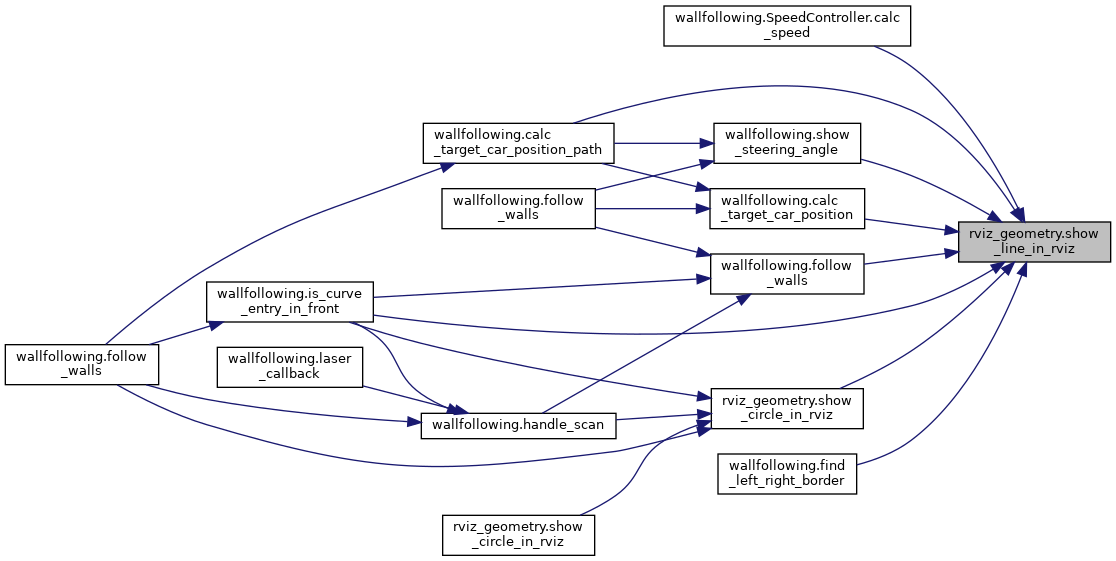 wallfollowing.SpeedController.calc
_speed
wallfollowing.calc
_target_car_position_path
wallfollowing.show
_steering_angle
wallfollowing.follow
_walls
wallfollowing.calc
_target_car_position
rviz_geometry.show
_line_in_rviz
wallfollowing.follow
_walls
wallfollowing.is_curve
_entry_in_front
wallfollowing.follow
_walls
wallfollowing.laser
_callback
rviz_geometry.show
_circle_in_rviz
wallfollowing.handle_scan
wallfollowing.find
_left_right_border
rviz_geometry.show
_circle_in_rviz